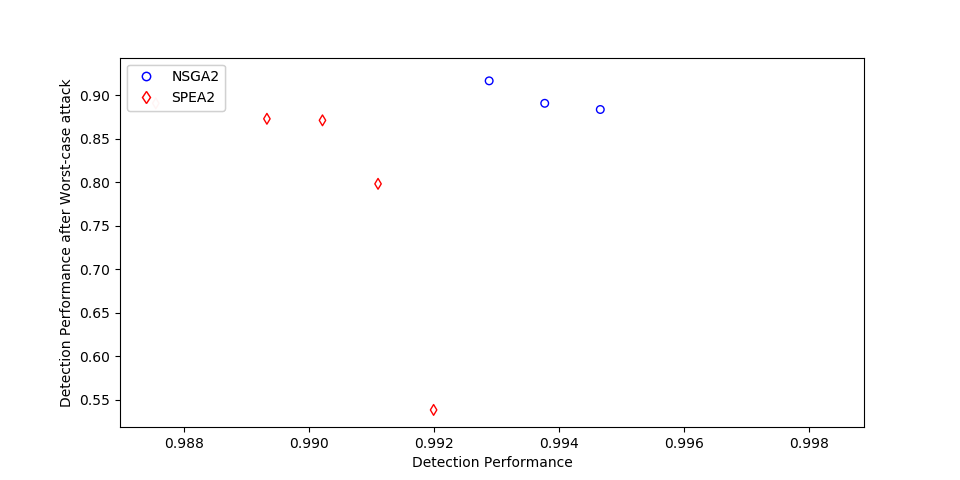 NSGA2
SPEA2
Detection Performance after Worst-case attack
0.90
0.85
0.80
0.75
0.70
0.65
0.60
0.55
0.988 0.990 0.992 0.994 0.996 0.998
Detection Performance